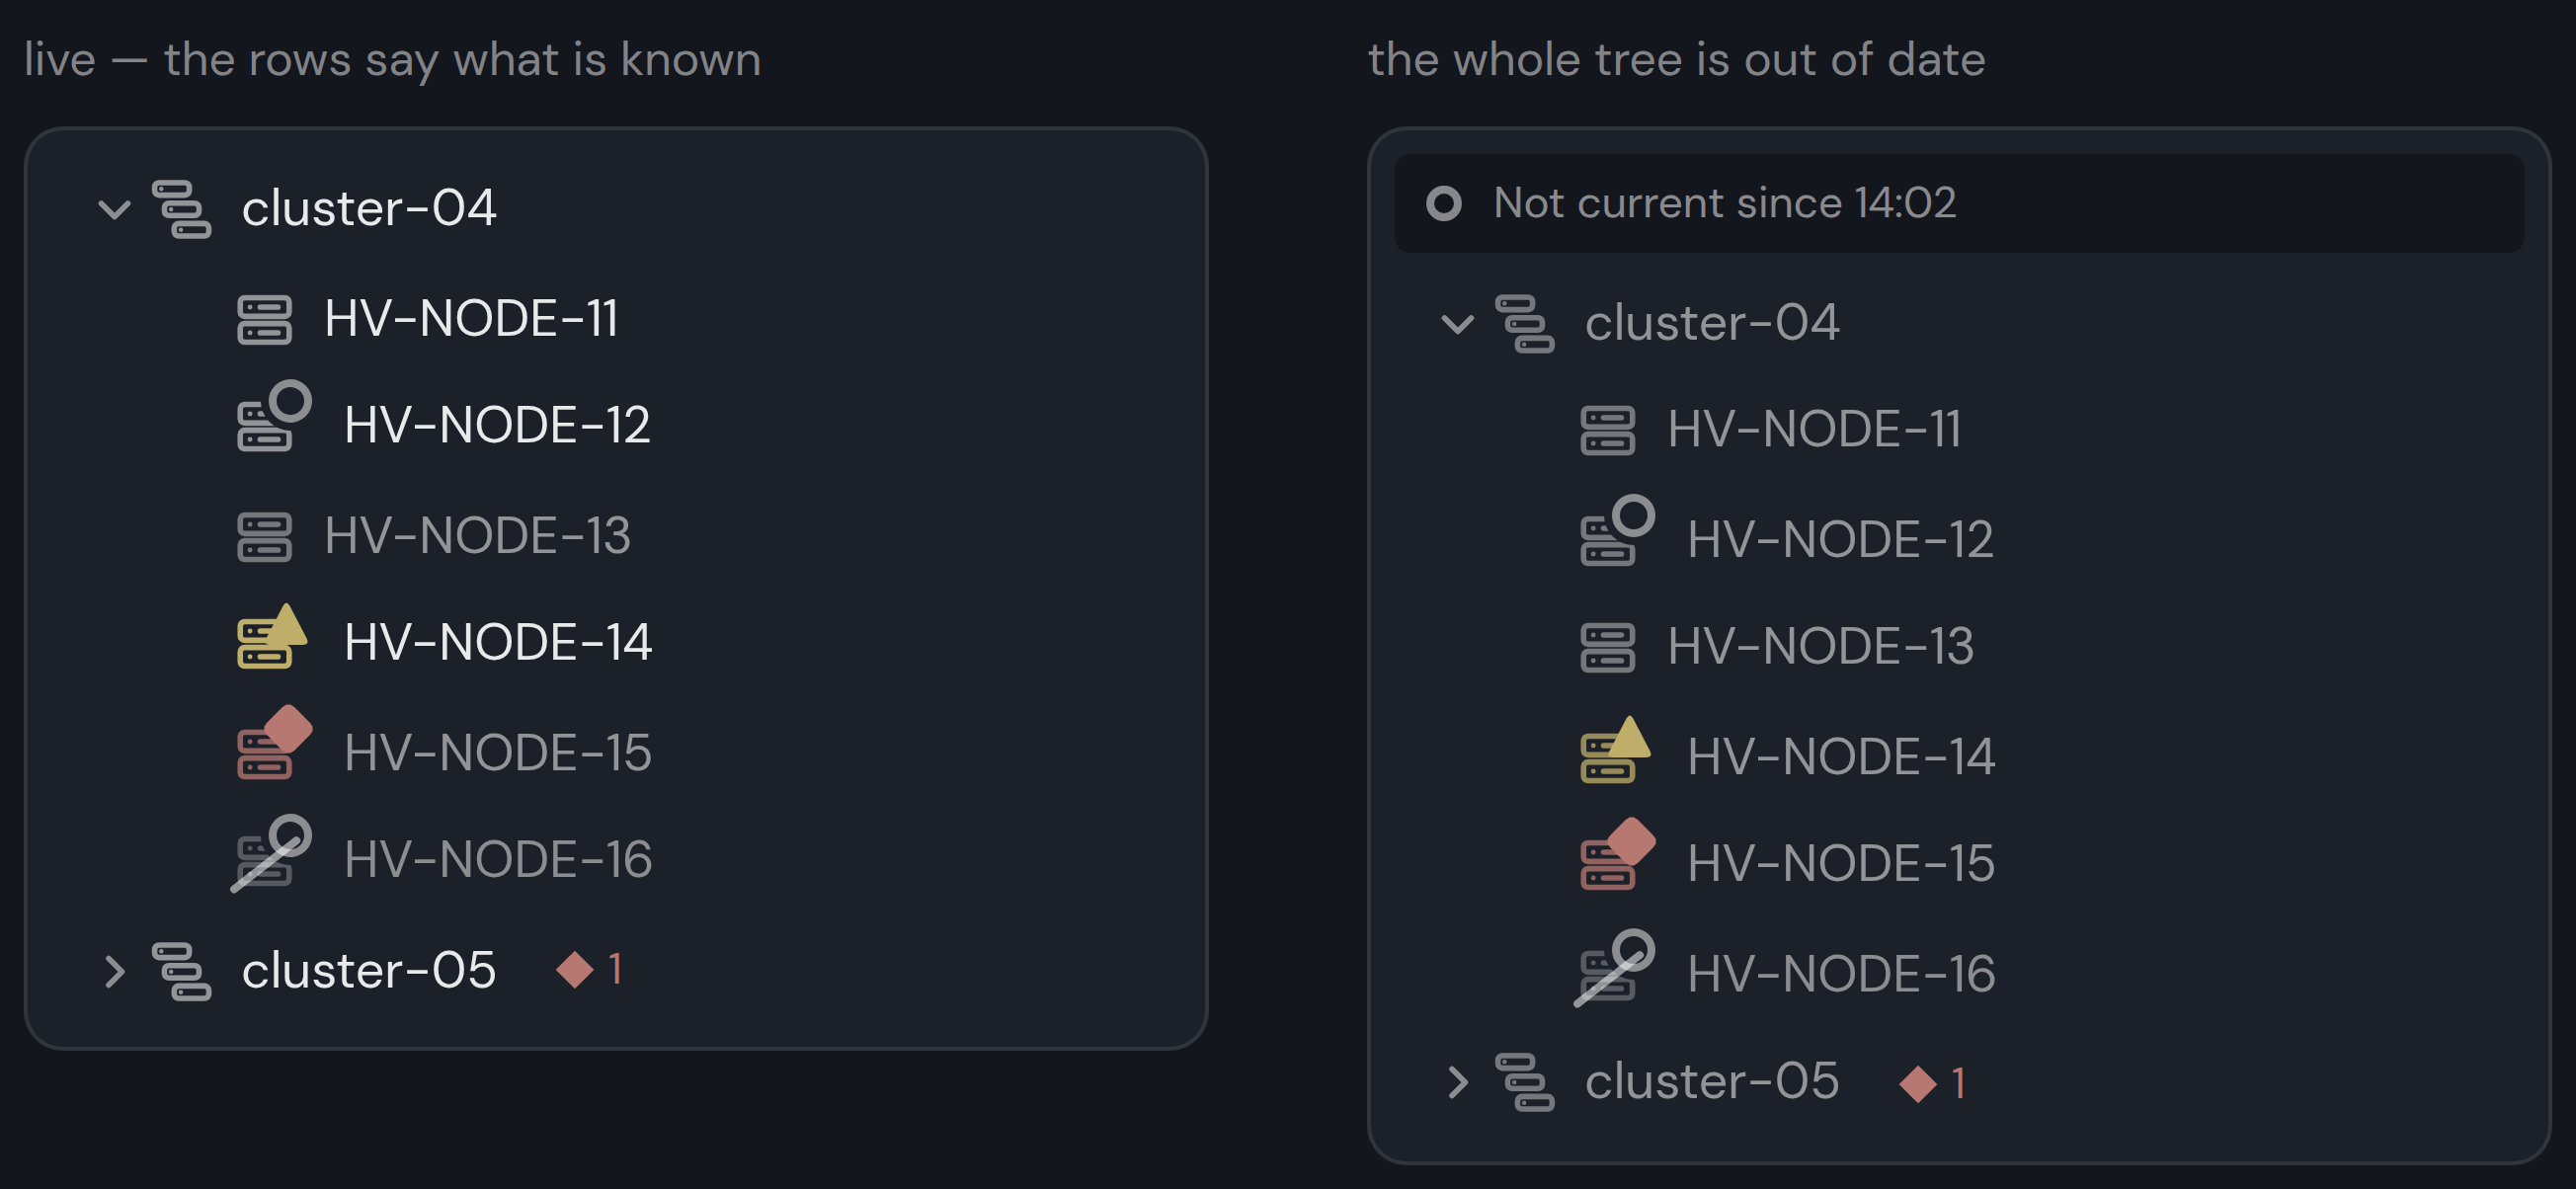 live — the rows say what is known
cluster-04
HV-NODE-11
HV-NODE-12
HV-NODE-13
HV-NODE-14
HV-NODE-15
HV-NODE-16
cluster-05 1
the whole tree is out of date
Not current since 14:02
cluster-04
HV-NODE-11
HV-NODE-12
HV-NODE-13
HV-NODE-14
HV-NODE-15
HV-NODE-16
cluster-05 1